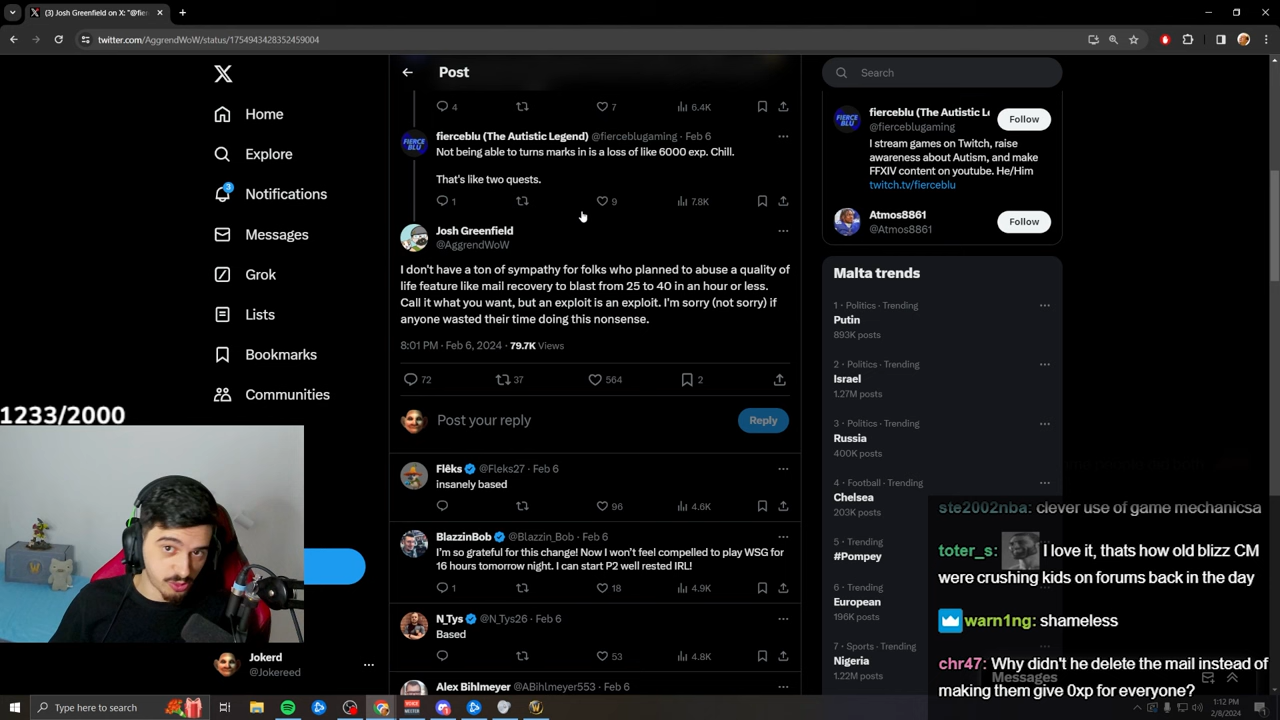 (3) Josh Greenfield on X: "@fie
twitter.com/AggrendWoW/status/1754943428352459004
Post
Search
Home
Explore
3
Notifications
Messages
Grok
Lists
Bookmarks
Communities
4
7
6.4K
fierceblu (The Autistic Legend) @fierceblugaming · Feb 6
Not being able to turns marks in is a loss of like 6000 exp. Chill.
That's like two quests.
1
9
7.8K
Josh Greenfield
@AggrendWoW
I don't have a ton of sympathy for folks who planned to abuse a quality of
life feature like mail recovery to blast from 25 to 40 in an hour or less.
Call it what you want, but an exploit is an exploit. I'm sorry (not sorry) if
anyone wasted their time doing this nonsense.
8:01 PM · Feb 6, 2024 · 79.7K Views
72
37
564
2
Post your reply
Reply
Flêks @Fleks27 · Feb 6
insanely based
96
4.6K
BlazzinBob @Blazzin_Bob · Feb 6
I'm so grateful for this change! Now I won't feel compelled to play WSG for
16 hours tomorrow night. I can start P2 well rested IRL!
1
18
4.9K
N_Tys @N_Tys26 · Feb 6
Based
53
4.8K
Alex Bihlmeyer @ABihlmeyer553 · Feb 6
FIERCE
BLU
fierceblu (The Autistic Le
@fierceblugaming
Follow
I stream games on Twitch, raise
awareness about Autism, and make
FFXIV content on youtube. He/Him
twitch.tv/fierceblu
Atmos8861
@Atmos8861
Follow
Malta trends
1 · Politics · Trending
Putin
893K posts
2 · Politics · Trending
Israel
1.27M posts
3 · Politics · Trending
Russia
400K posts
4 · Football · Trending
Chelsea
203K posts
5 · Trending
#Pompey
6 · Trending
European
196K posts
7 · Sports · Trending
Nigeria
1.22M posts
Messages
1233/2000
Jokerd
@Jokereed
ste2002nba: clever use of game mechanicsa
toter_s: I love it, thats how old blizz CM
were crushing kids on forums back in the day
warn1ng: shameless
chr47: Why didn't he delete the mail instead of
making them give 0xp for everyone?
Type here to search
VOICE
MEETER
1:12 PM
2/8/2024